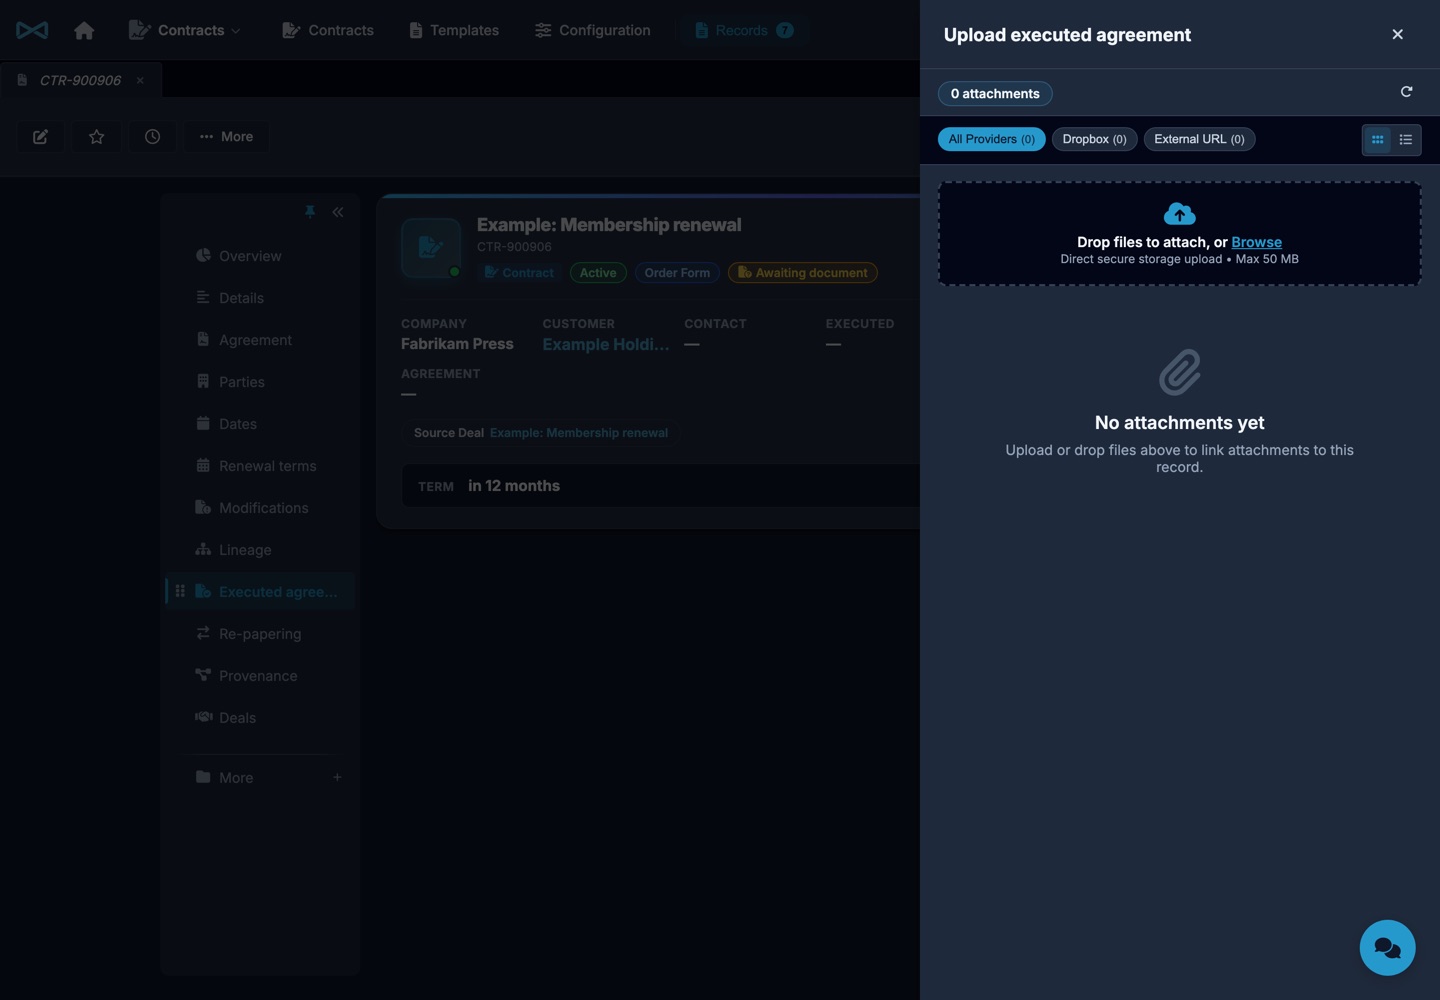 Contracts
Contracts
Templates
Configuration
Records 7
Upload executed agreement
CTR-900906
0 attachments
More
All Providers (0)
Dropbox (0)
External URL (0)
Drop files to attach, or Browse
Direct secure storage upload • Max 50 MB
No attachments yet
Upload or drop files above to link attachments to this
record.
Overview
Details
Agreement
Parties
Dates
Renewal terms
Modifications
Lineage
Executed agree...
Re-papering
Provenance
Deals
More
Example: Membership renewal
CTR-900906
Contract
Active
Order Form
Awaiting document
COMPANY
Fabrikam Press
CUSTOMER
Example Holdi...
CONTACT
—
EXECUTED
—
AGREEMENT
—
Source Deal Example: Membership renewal
TERM in 12 months